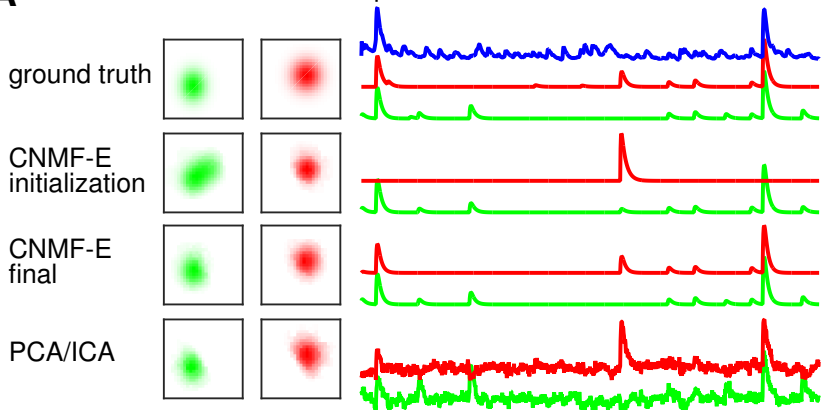 ground truth
CNMF-E
initialization
CNMF-E
final
PCA/ICA